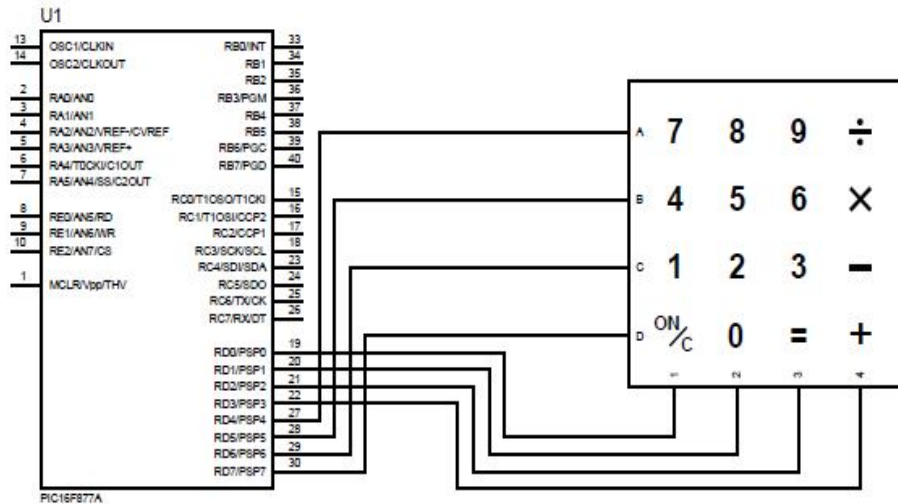 U1
13 OSC1/CLKIN
14 OSC2/CLKOUT
2 RA0/AN0
3 RA1/AN1
4 RA2/AN2/VREF-/CVREF
5 RA3/AN3/VREF+
6 RA4/T0CKI/C1OUT
7 RA5/AN4/SS/C2OUT
8 RE0/AN5/RD
9 RE1/AN6/WR
10 RE2/AN7/CS
1 MCLR/Vpp/THV
RB0/INT 33
RB1 34
RB2 35
RB3/PGM 36
RB4 37
RB5 38
RB6/PGC 39
RB7/PGD 40
RC0/T1OSO/T1CKI 15
RC1/T1OSI/CCP2 16
RC2/CCP1 17
RC3/SCK/SCL 18
RC4/SDI/SDA 23
RC5/SDO 24
RC6/TX/CK 25
RC7/RX/DT 26
RD0/PSP0 19
RD1/PSP1 20
RD2/PSP2 21
RD3/PSP3 22
RD4/PSP4 27
RD5/PSP5 28
RD6/PSP6 29
RD7/PSP7 30
PIC16F877A
A 7 8 9 ÷
B 4 5 6 ×
C 1 2 3 −
D ON/C 0 = +
1 2 3 4